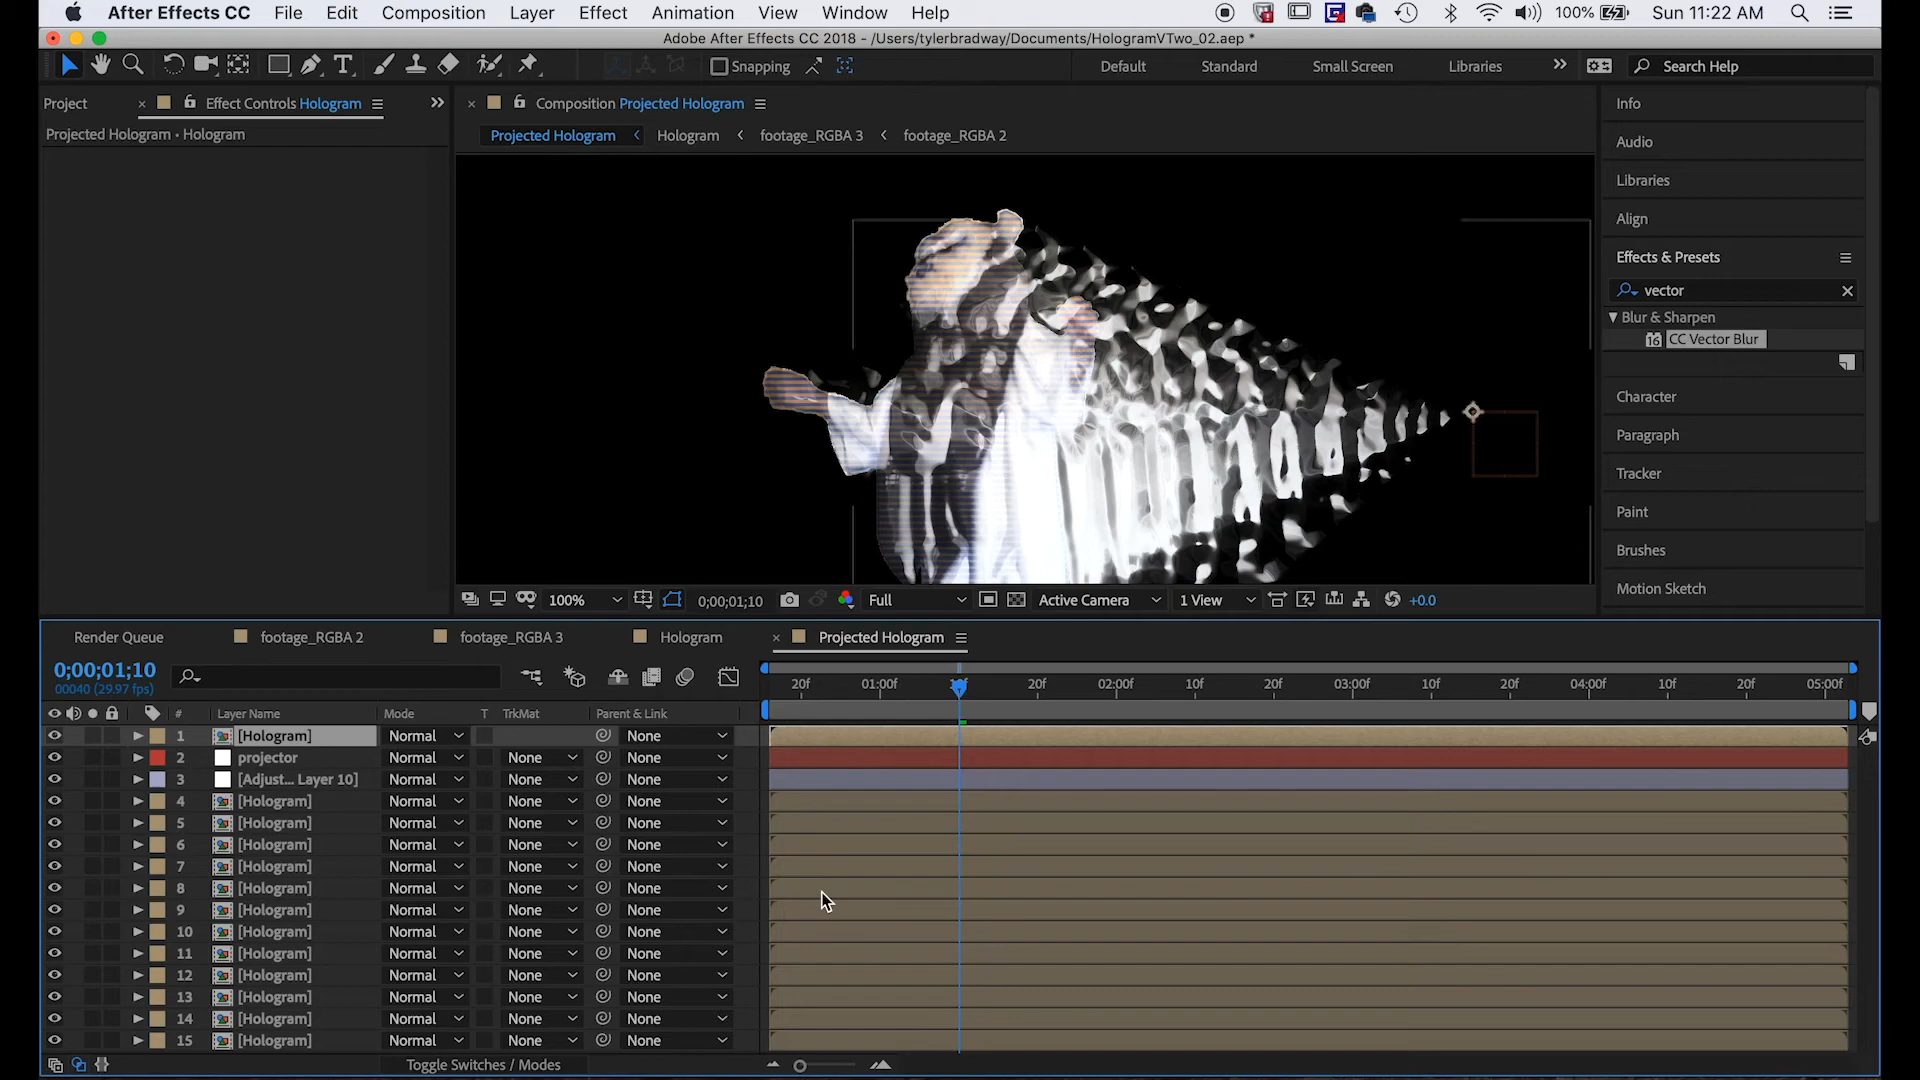 After Effects CC File Edit Composition Layer Effect Animation View Window Help 100% Sun 11:22 AM
Adobe After Effects CC 2018 - /Users/tylerbradway/Documents/HologramVTwo_02.aep *
Snapping Default Standard Small Screen Libraries >> Search Help
Project × Effect Controls Hologram >> × Composition Projected Hologram Info
Projected Hologram • Hologram Projected Hologram < Hologram < footage_RGBA 3 < footage_RGBA 2 Audio
Libraries
Align
Effects & Presets
vector ×
Blur & Sharpen
16 CC Vector Blur
Character
Paragraph
Tracker
Paint
Brushes
Motion Sketch
100% 0;00;01;10 Full Active Camera 1 View +0.0
Render Queue footage_RGBA 2 footage_RGBA 3 Hologram × Projected Hologram
0;00;01;10
00040 (29.97 fps)
20f 01:00f 20f 02:00f 10f 20f 03:00f 10f 20f 04:00f 10f 20f 05:00f
# Layer Name Mode T TrkMat Parent & Link
1 [Hologram] Normal None
2 projector Normal None None
3 [Adjust... Layer 10] Normal None None
4 [Hologram] Normal None None
5 [Hologram] Normal None None
6 [Hologram] Normal None None
7 [Hologram] Normal None None
8 [Hologram] Normal None None
9 [Hologram] Normal None None
10 [Hologram] Normal None None
11 [Hologram] Normal None None
12 [Hologram] Normal None None
13 [Hologram] Normal None None
14 [Hologram] Normal None None
15 [Hologram] Normal None None
Toggle Switches / Modes